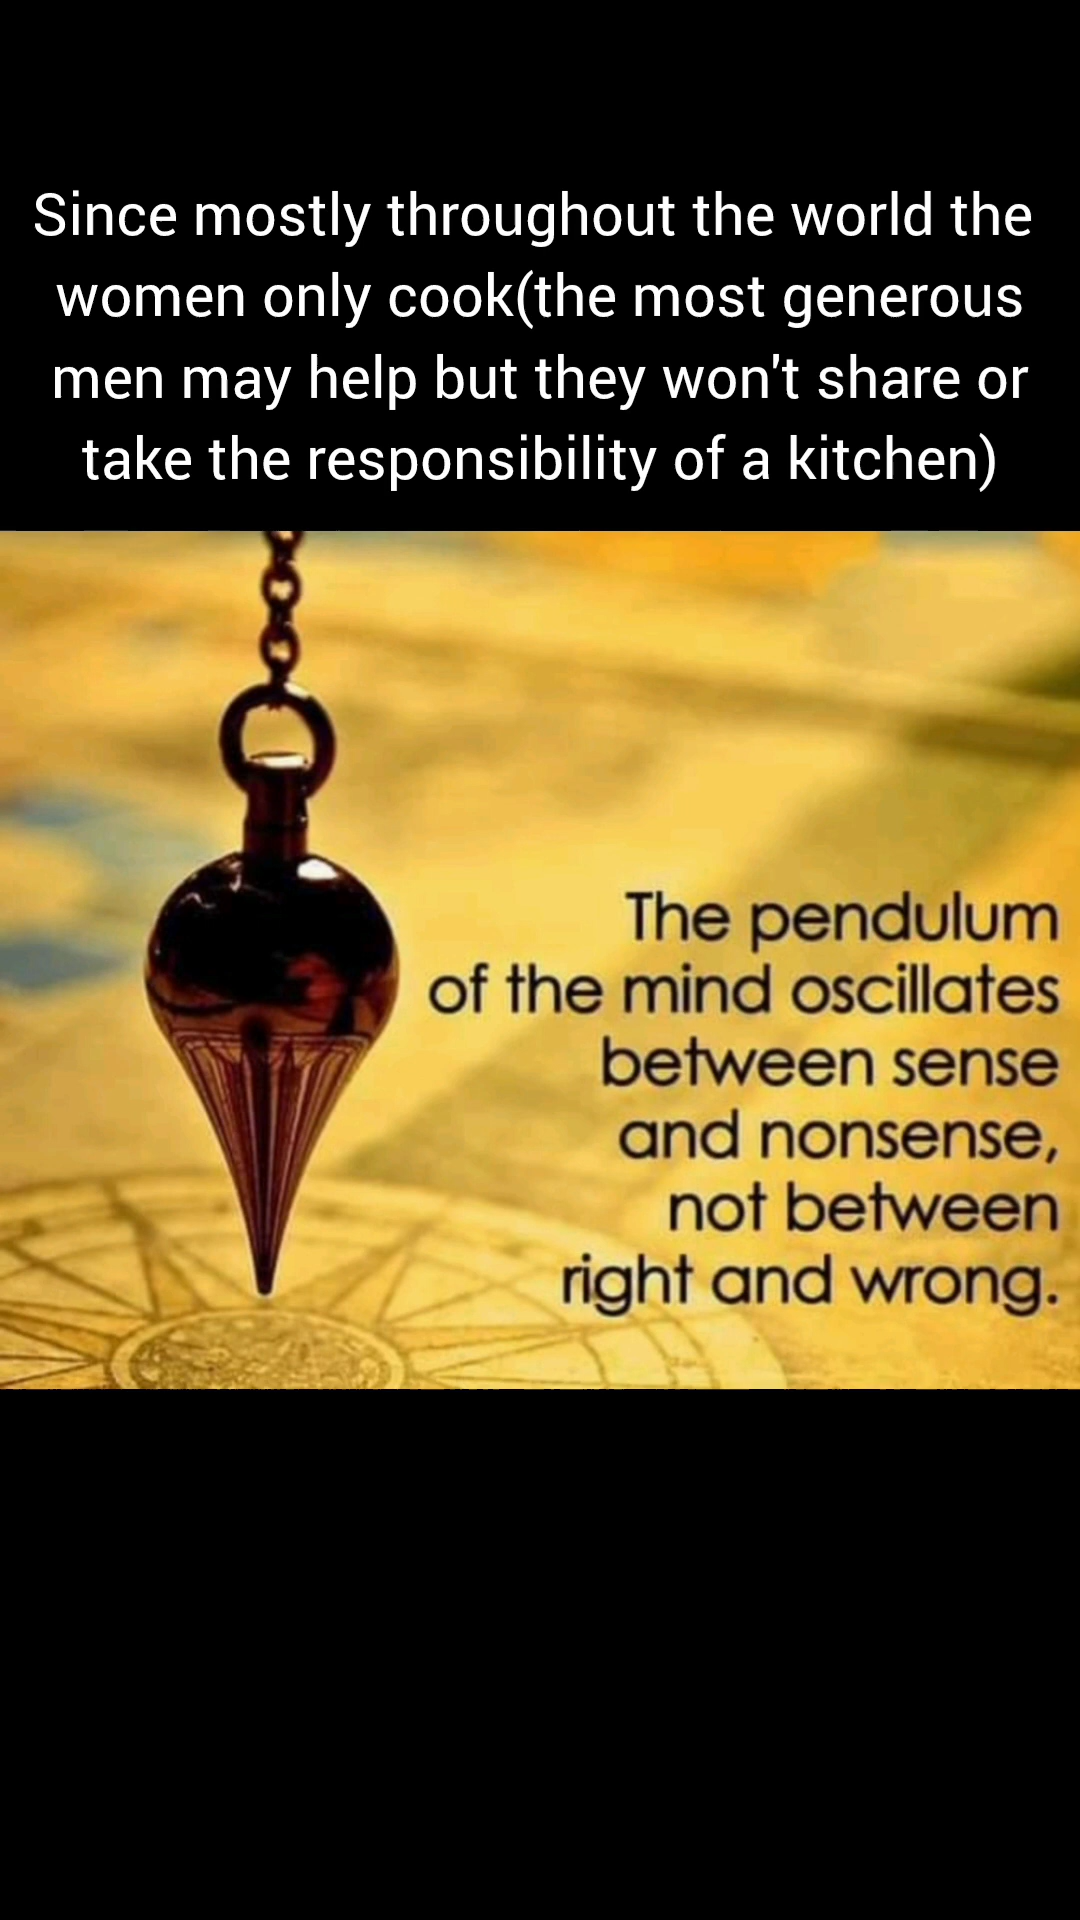 Since mostly throughout the world the
women only cook(the most generous
men may help but they won't share or
take the responsibility of a kitchen)
The pendulum
of the mind oscillates
between sense
and nonsense,
not between
right and wrong.